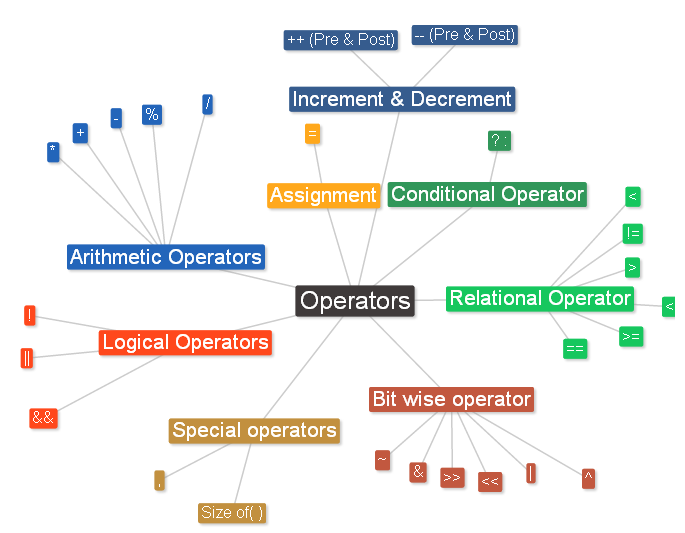 ++ (Pre & Post)
-- (Pre & Post)
Increment & Decrement
*
+
-
%
/
=
? :
Assignment
Conditional Operator
Arithmetic Operators
<
!=
>
<
>=
==
Operators
Relational Operator
!
||
&&
Logical Operators
Bit wise operator
Special operators
,
Size of( )
~
&
>>
<<
|
^